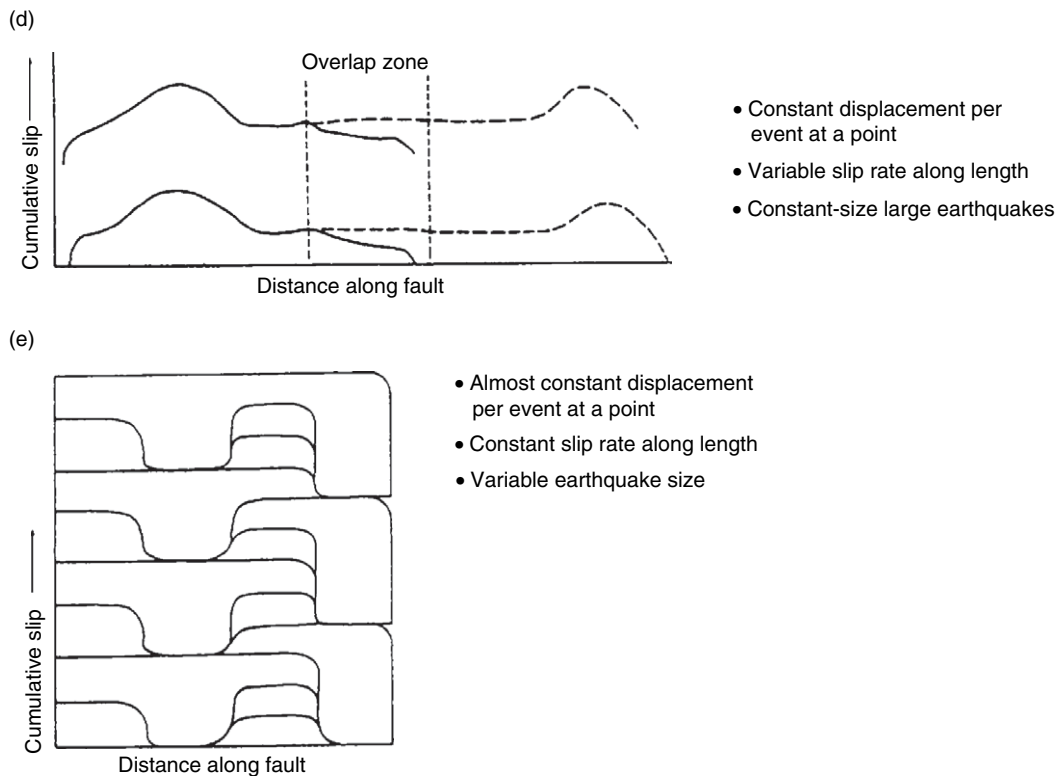 (d)
Overlap zone
Cumulative slip
Distance along fault
• Constant displacement per
event at a point
• Variable slip rate along length
• Constant-size large earthquakes
(e)
Cumulative slip
Distance along fault
• Almost constant displacement
per event at a point
• Constant slip rate along length
• Variable earthquake size